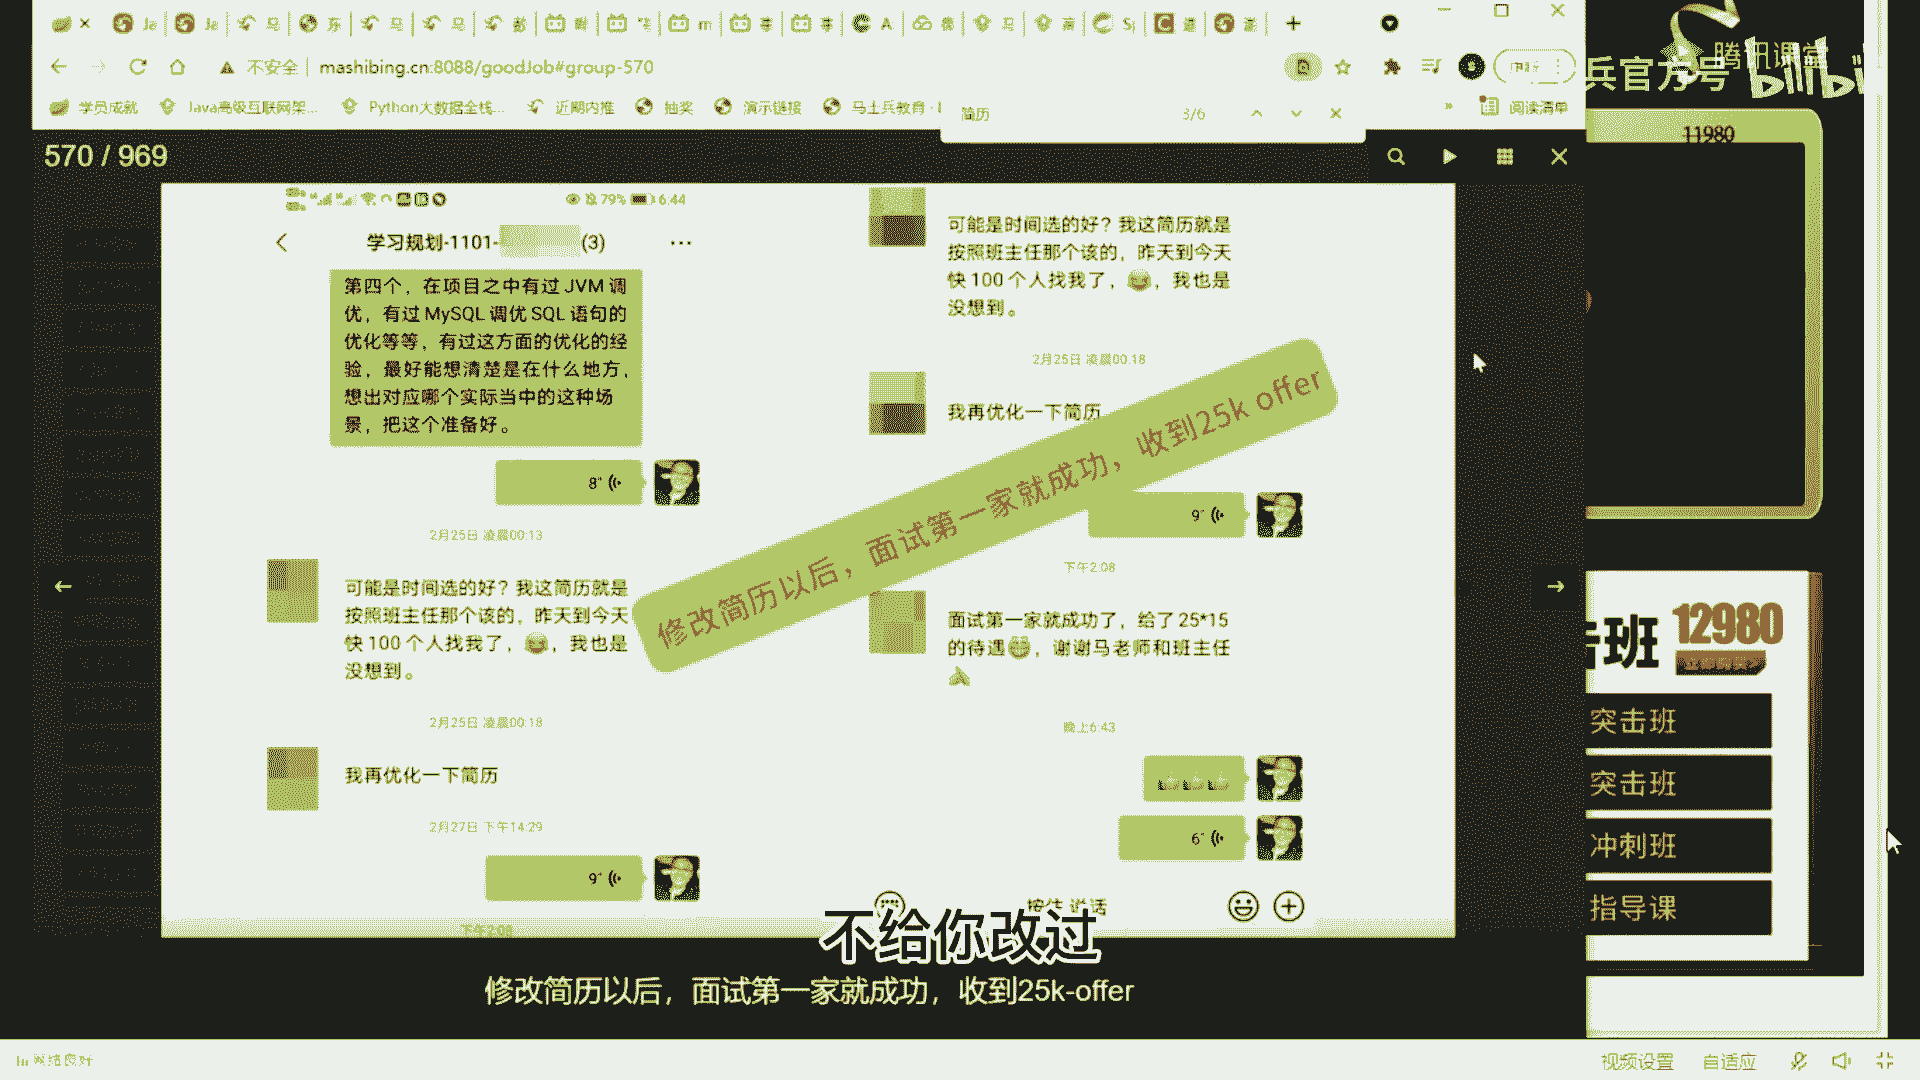 不安全 mashibing.cn:8088/goodJob#group-570
学员成就 Java高级互联网架... Python大数据全栈... 近期内推 抽奖 演示链接 马士兵教育 阅读清单
简历 3/6
兵官方号 腾讯课堂 bilibi
570 / 969
11980
79% 6:44
学习规划-1101- (3)
第四个，在项目之中有过 JVM 调
优，有过 MySQL 调优 SQL 语句的
优化等等，有过这方面的优化的经
验，最好能想清楚是在什么地方，
想出对应哪个实际当中的这种场
景，把这个准备好。
8"
2月25日 凌晨00:13
可能是时间选的好？我这简历就是
按照班主任那个该的，昨天到今天
快 100 个人找我了，，我也是
没想到。
2月25日 凌晨00:18
我再优化一下简历
2月27日 下午14:29
9"
下午2:08
可能是时间选的好？我这简历就是
按照班主任那个该的，昨天到今天
快 100 个人找我了，，我也是
没想到。
2月25日 凌晨00:18
我再优化一下简历
修改简历以后，面试第一家就成功，收到25k offer
9"
下午2:08
面试第一家就成功了，给了 25*15
的待遇，谢谢马老师和班主任
晚上6:43
6"
按住 说话
不给你改过
修改简历以后，面试第一家就成功，收到25k-offer
击班 12980
突击班
突击班
冲刺班
指导课
网络良好 视频设置 自适应